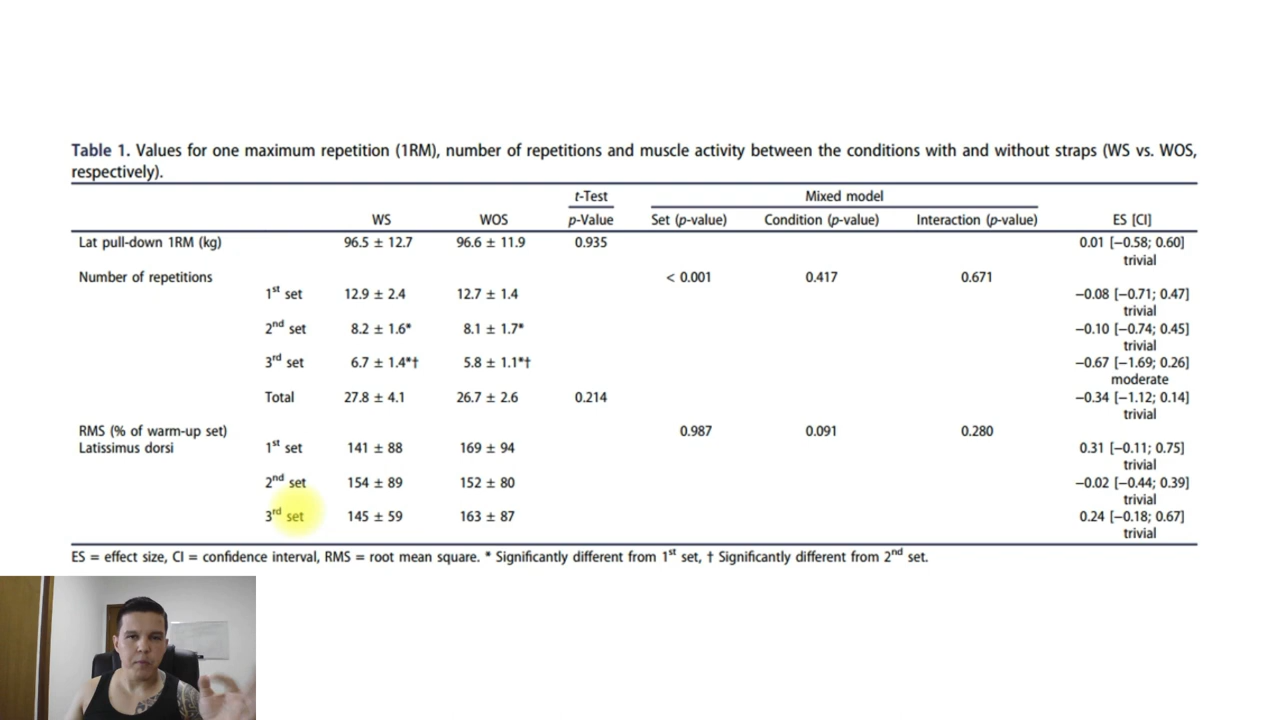 Table 1. Values for one maximum repetition (1RM), number of repetitions and muscle activity between the conditions with and without straps (WS vs. WOS,
respectively).
t-Test Mixed model
WS WOS p-Value Set (p-value) Condition (p-value) Interaction (p-value) ES [CI]
Lat pull-down 1RM (kg) 96.5 ± 12.7 96.6 ± 11.9 0.935 0.01 [−0.58; 0.60]
trivial
Number of repetitions < 0.001 0.417 0.671
1st set 12.9 ± 2.4 12.7 ± 1.4 −0.08 [−0.71; 0.47]
trivial
2nd set 8.2 ± 1.6* 8.1 ± 1.7* −0.10 [−0.74; 0.45]
trivial
3rd set 6.7 ± 1.4*† 5.8 ± 1.1*† −0.67 [−1.69; 0.26]
moderate
Total 27.8 ± 4.1 26.7 ± 2.6 0.214 −0.34 [−1.12; 0.14]
trivial
RMS (% of warm-up set) 0.987 0.091 0.280
Latissimus dorsi 1st set 141 ± 88 169 ± 94 0.31 [−0.11; 0.75]
trivial
2nd set 154 ± 89 152 ± 80 −0.02 [−0.44; 0.39]
trivial
3rd set 145 ± 59 163 ± 87 0.24 [−0.18; 0.67]
trivial
ES = effect size, CI = confidence interval, RMS = root mean square. * Significantly different from 1st set, † Significantly different from 2nd set.